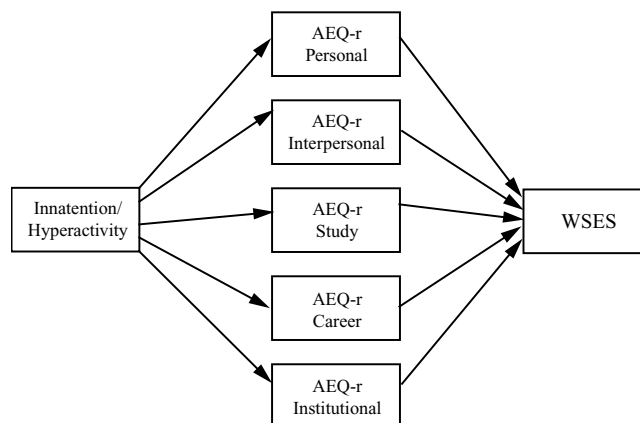 AEQ-r
Personal
AEQ-r
Interpersonal
Innatention/
Hyperactivity
AEQ-r
Study
WSES
AEQ-r
Career
AEQ-r
Institutional